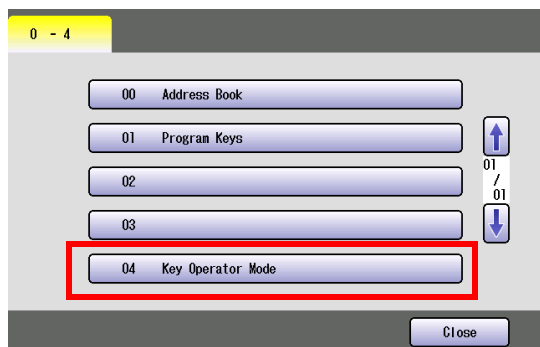 0 - 4
00 Address Book
01 Program Keys
02
03
04 Key Operator Mode
01
/
01
Close